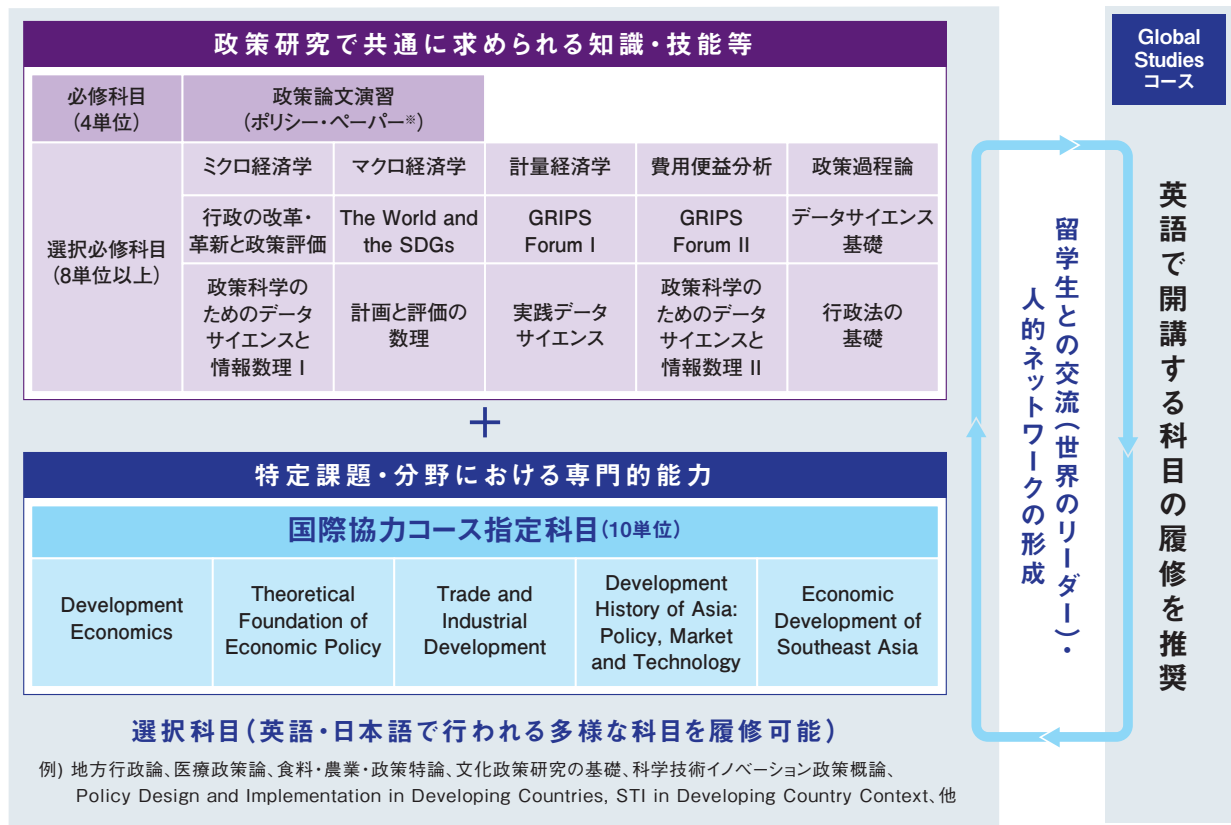 政策研究で共通に求められる知識・技能等
必修科目
(4単位)
政策論文演習
(ポリシー・ペーパー※)
選択必修科目
(8単位以上)
ミクロ経済学
マクロ経済学
計量経済学
費用便益分析
政策過程論
行政の改革・
革新と政策評価
The World and
the SDGs
GRIPS
Forum I
GRIPS
Forum II
データサイエンス
基礎
政策科学の
ためのデータ
サイエンスと
情報数理 I
計画と評価の
数理
実践データ
サイエンス
政策科学の
ためのデータ
サイエンスと
情報数理 II
行政法の
基礎
+
特定課題・分野における専門的能力
国際協力コース指定科目(10単位)
Development
Economics
Theoretical
Foundation of
Economic Policy
Trade and
Industrial
Development
Development
History of Asia:
Policy, Market
and Technology
Economic
Development of
Southeast Asia
選択科目(英語・日本語で行われる多様な科目を履修可能)
例) 地方行政論、医療政策論、食料・農業・政策特論、文化政策研究の基礎、科学技術イノベーション政策概論、
Policy Design and Implementation in Developing Countries, STI in Developing Country Context、他
留学生との交流(世界のリーダー)・
人的ネットワークの形成
Global
Studies
コース
英語で開講する科目の履修を推奨